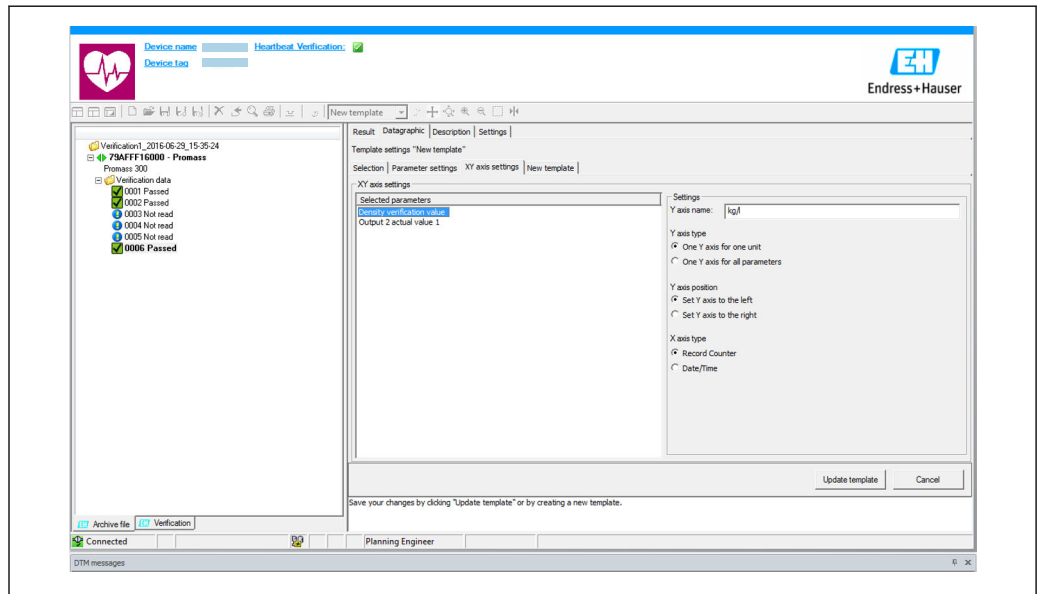 Device name Heartbeat Verification:
Device tag
Endress+Hauser
New template
Result Datagraphic Description Settings
Verification1_2016-06-29_15-35-24
79AFFF16000 - Promass
Promass 300
Verification data
0001 Passed
0002 Passed
0003 Not read
0004 Not read
0005 Not read
0006 Passed
Template settings "New template"
Selection Parameter settings XY axis settings New template
XY axis settings
Selected parameters
Density verification value
Output 2 actual value 1
Settings
Y axis name: kg/l
Y axis type
One Y axis for one unit
One Y axis for all parameters
Y axis position
Set Y axis to the left
Set Y axis to the right
X axis type
Record Counter
Date/Time
Update template Cancel
Save your changes by clicking "Update template" or by creating a new template.
Archive file Verification
Connected Planning Engineer
DTM messages